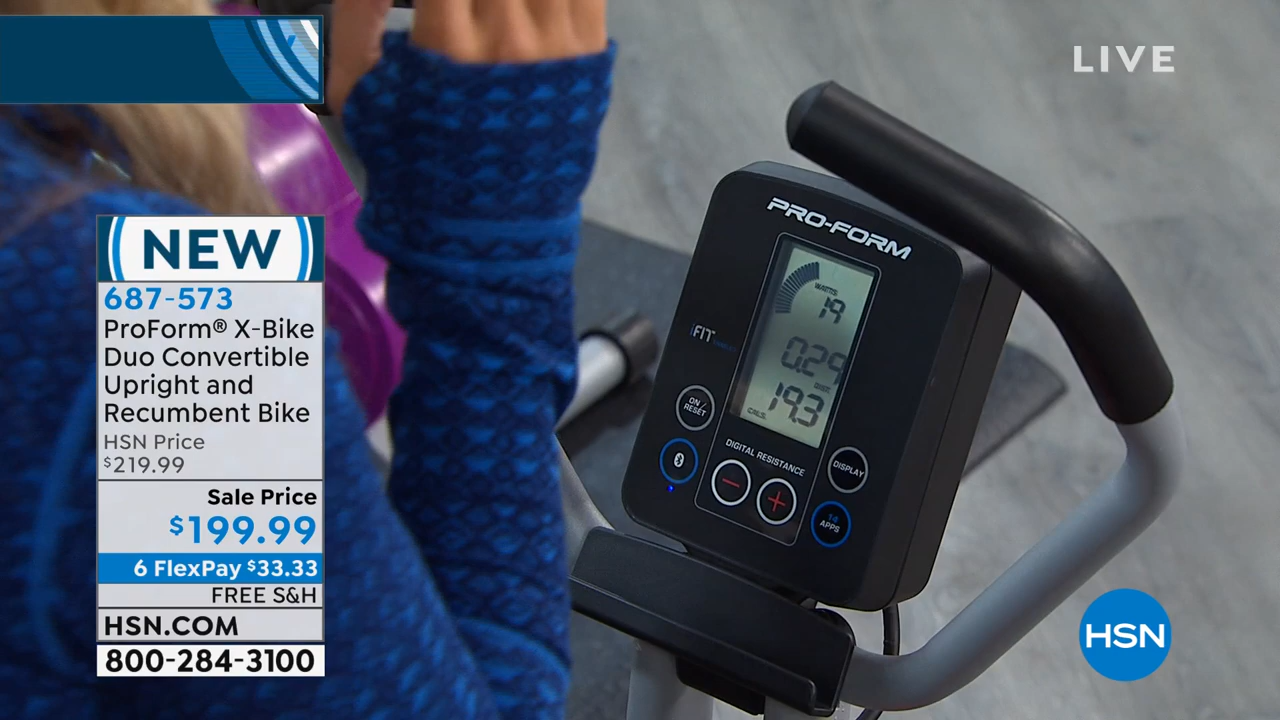 LIVE
NEW
687-573
ProForm® X-Bike
Duo Convertible
Upright and
Recumbent Bike
HSN Price
$219.99
Sale Price
$199.99
6 FlexPay $33.33
FREE S&H
HSN.COM
800-284-3100
PRO-FORM
WATTS
19
0:29
19.3
CALS.
iFIT
ON/
RESET
DIGITAL RESISTANCE
DISPLAY
APPS
HSN